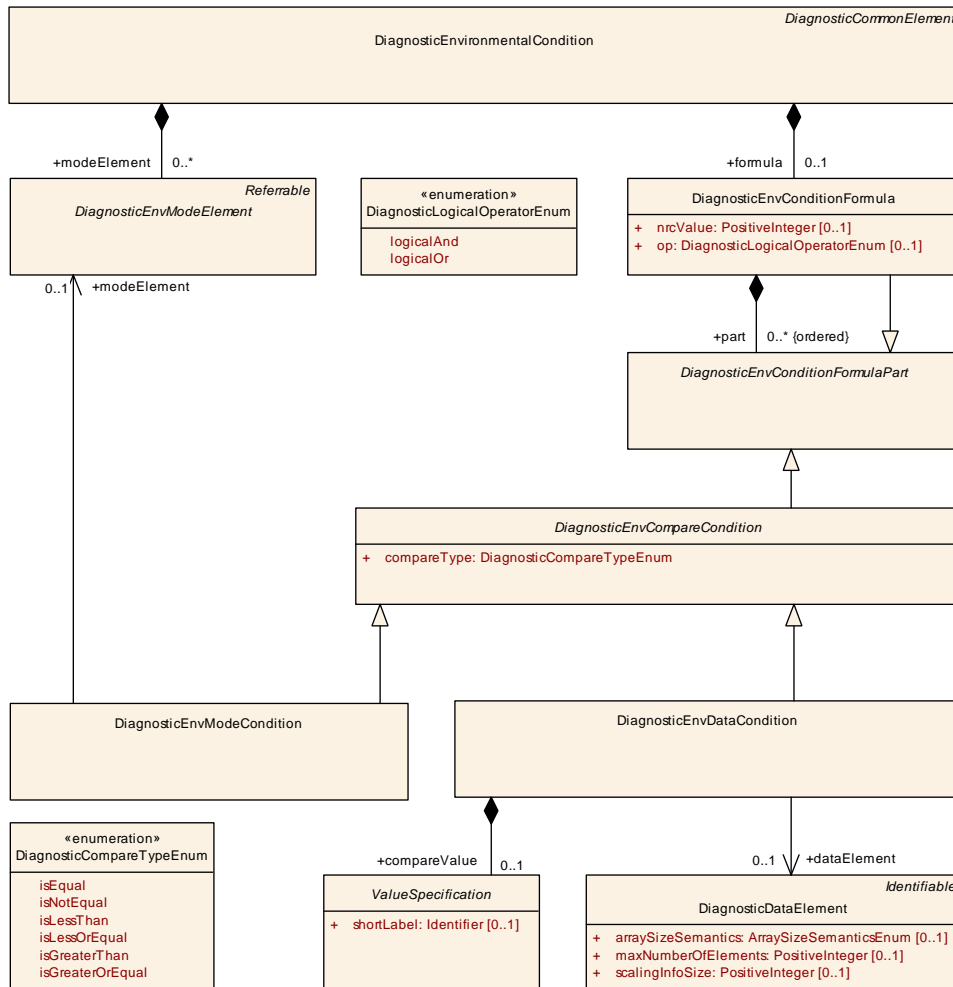 DiagnosticCommonElement
DiagnosticEnvironmentalCondition
+modeElement 0..*
+formula 0..1
Referrable
DiagnosticEnvModeElement
«enumeration»
DiagnosticLogicalOperatorEnum
logicalAnd
logicalOr
DiagnosticEnvConditionFormula
+ nrcValue: PositiveInteger [0..1]
+ op: DiagnosticLogicalOperatorEnum [0..1]
0..1 +modeElement
+part 0..* {ordered}
DiagnosticEnvConditionFormulaPart
DiagnosticEnvCompareCondition
+ compareType: DiagnosticCompareTypeEnum
DiagnosticEnvModeCondition
DiagnosticEnvDataCondition
«enumeration»
DiagnosticCompareTypeEnum
isEqual
isNotEqual
isLessThan
isLessOrEqual
isGreaterThan
isGreaterOrEqual
+compareValue 0..1
0..1 +dataElement
ValueSpecification
+ shortLabel: Identifier [0..1]
Identifiable
DiagnosticDataElement
+ arraySizeSemantics: ArraySizeSemanticsEnum [0..1]
+ maxNumberOfElements: PositiveInteger [0..1]
+ scalingInfoSize: PositiveInteger [0..1]